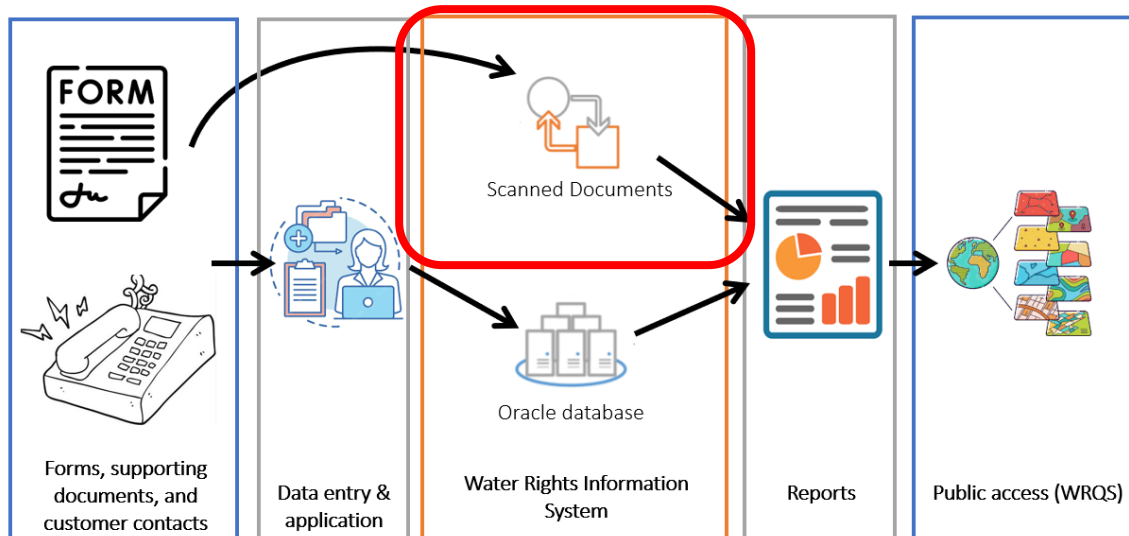 FORM
Scanned Documents
Oracle database
Forms, supporting
documents, and
customer contacts
Data entry &
application
Water Rights Information
System
Reports
Public access (WRQS)